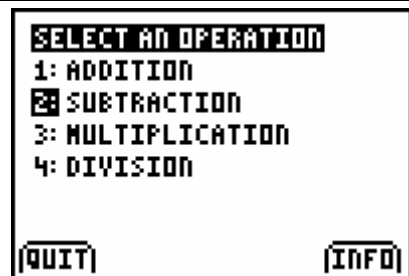 SELECT AN OPERATION
1: ADDITION
2: SUBTRACTION
3: MULTIPLICATION
4: DIVISION
QUIT INFO